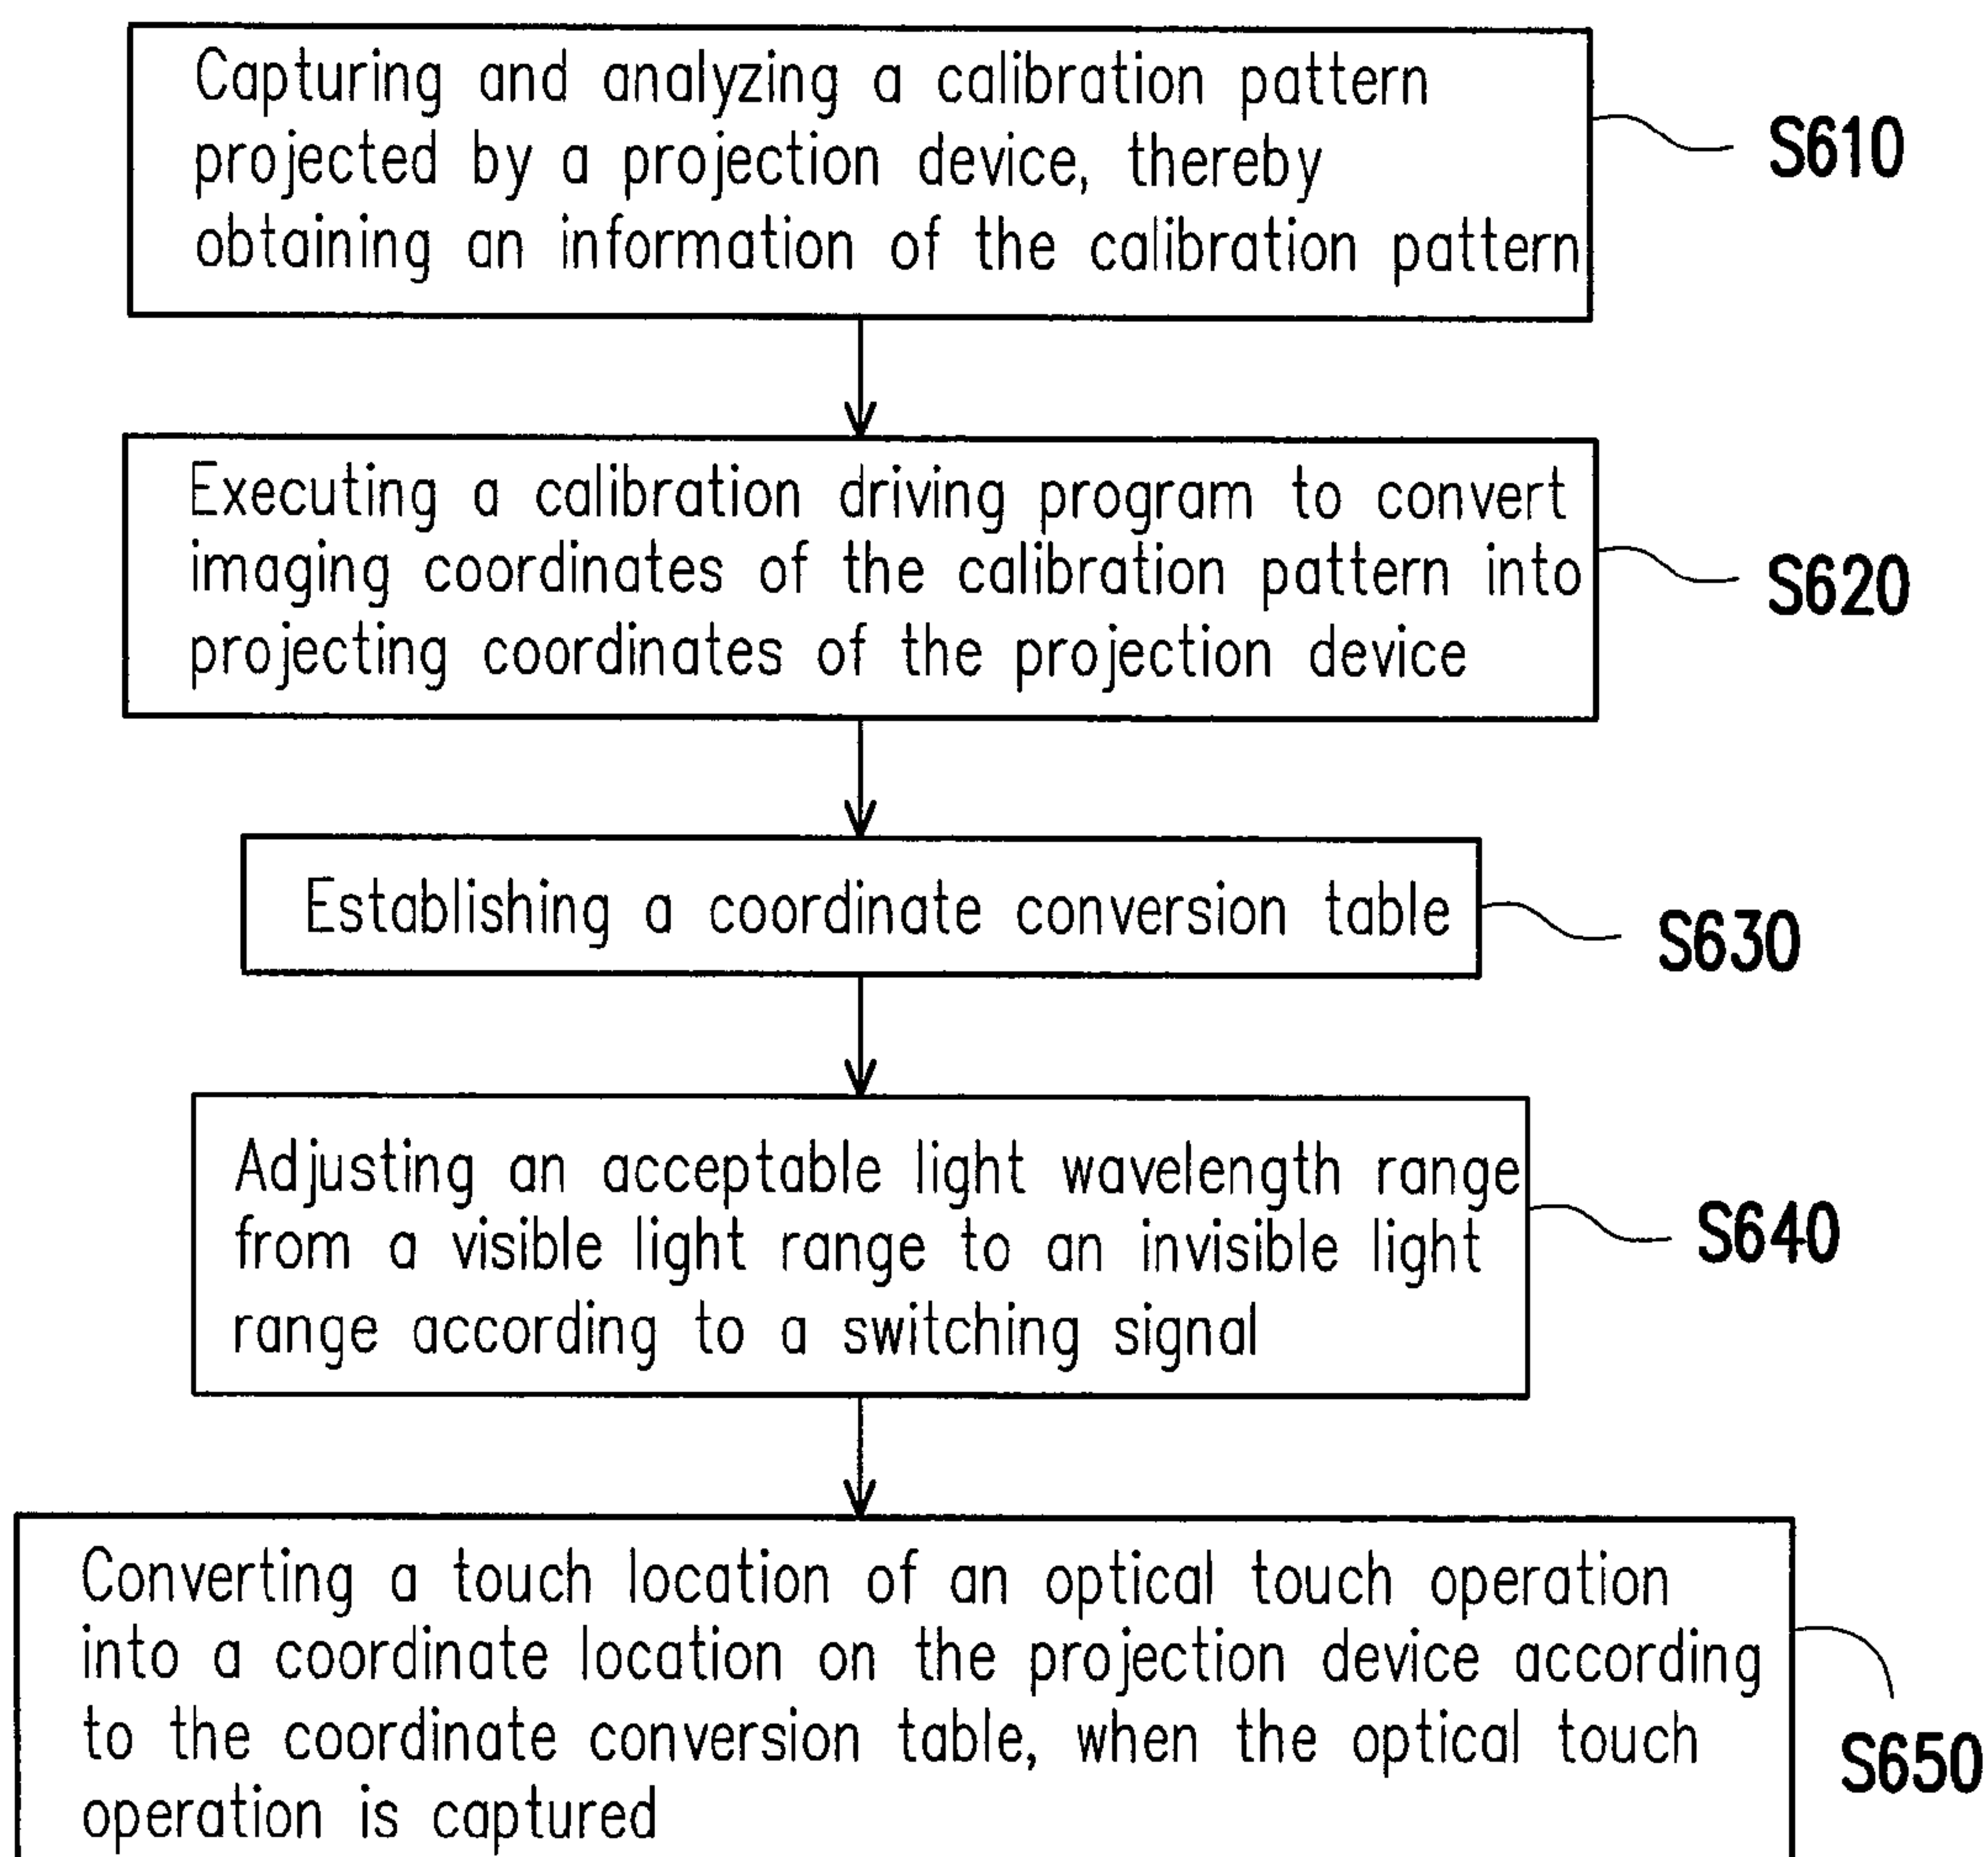 Capturing and analyzing a calibration pattern
projected by a projection device, thereby
obtaining an information of the calibration pattern
S610
Executing a calibration driving program to convert
imaging coordinates of the calibration pattern into
projecting coordinates of the projection device
S620
Establishing a coordinate conversion table
S630
Adjusting an acceptable light wavelength range
from a visible light range to an invisible light
range according to a switching signal
S640
Converting a touch location of an optical touch operation
into a coordinate location on the projection device according
to the coordinate conversion table, when the optical touch
operation is captured
S650